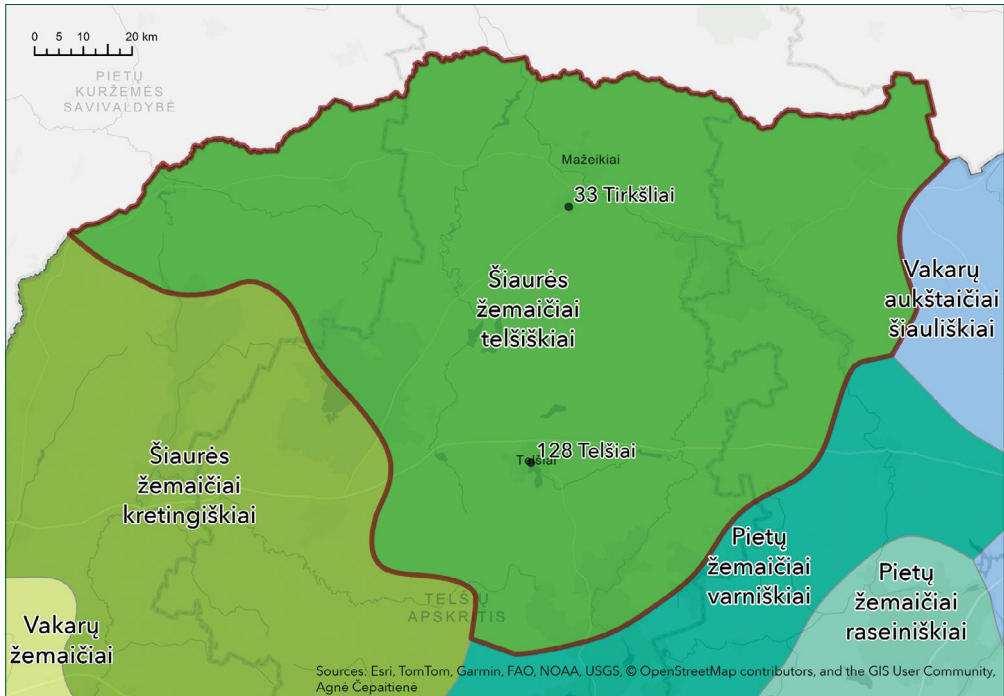 0 5 10 20 km
PIETŲ
KURŽEMĖS
SAVIVALDYBĖ
Mažeikiai
33 Tirkšliai
Šiaurės
žemaičiai
telšiškiai
Vakarų
aukštaičiai
šiauliškiai
128 Telšiai
Telšiai
Šiaurės
žemaičiai
kretingiškiai
Pietų
žemaičiai
varniškiai
Pietų
žemaičiai
raseiniškiai
TELŠIŲ
APSKRITIS
Vakarų
žemaičiai
Sources: Esri, TomTom, Garmin, FAO, NOAA, USGS, © OpenStreetMap contributors, and the GIS User Community,
Agnė Čepaitienė